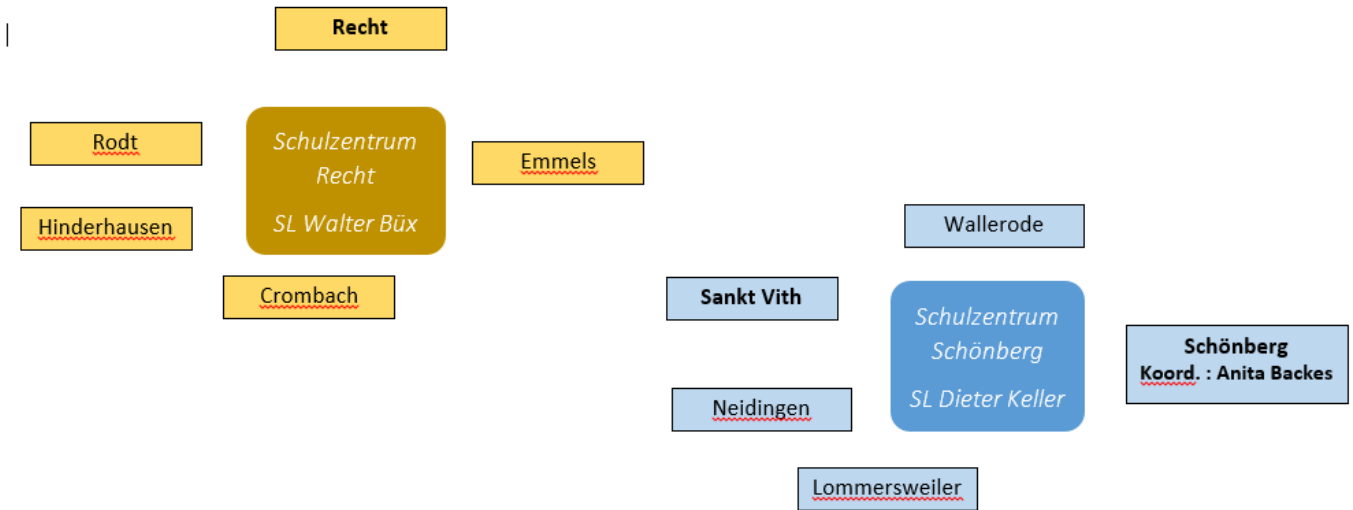 Recht
Rodt
Schulzentrum
Recht
SL Walter Büx
Emmels
Hinderhausen
Crombach
Wallerode
Sankt Vith
Schulzentrum
Schönberg
SL Dieter Keller
Schönberg
Koord. : Anita Backes
Neidingen
Lommersweiler